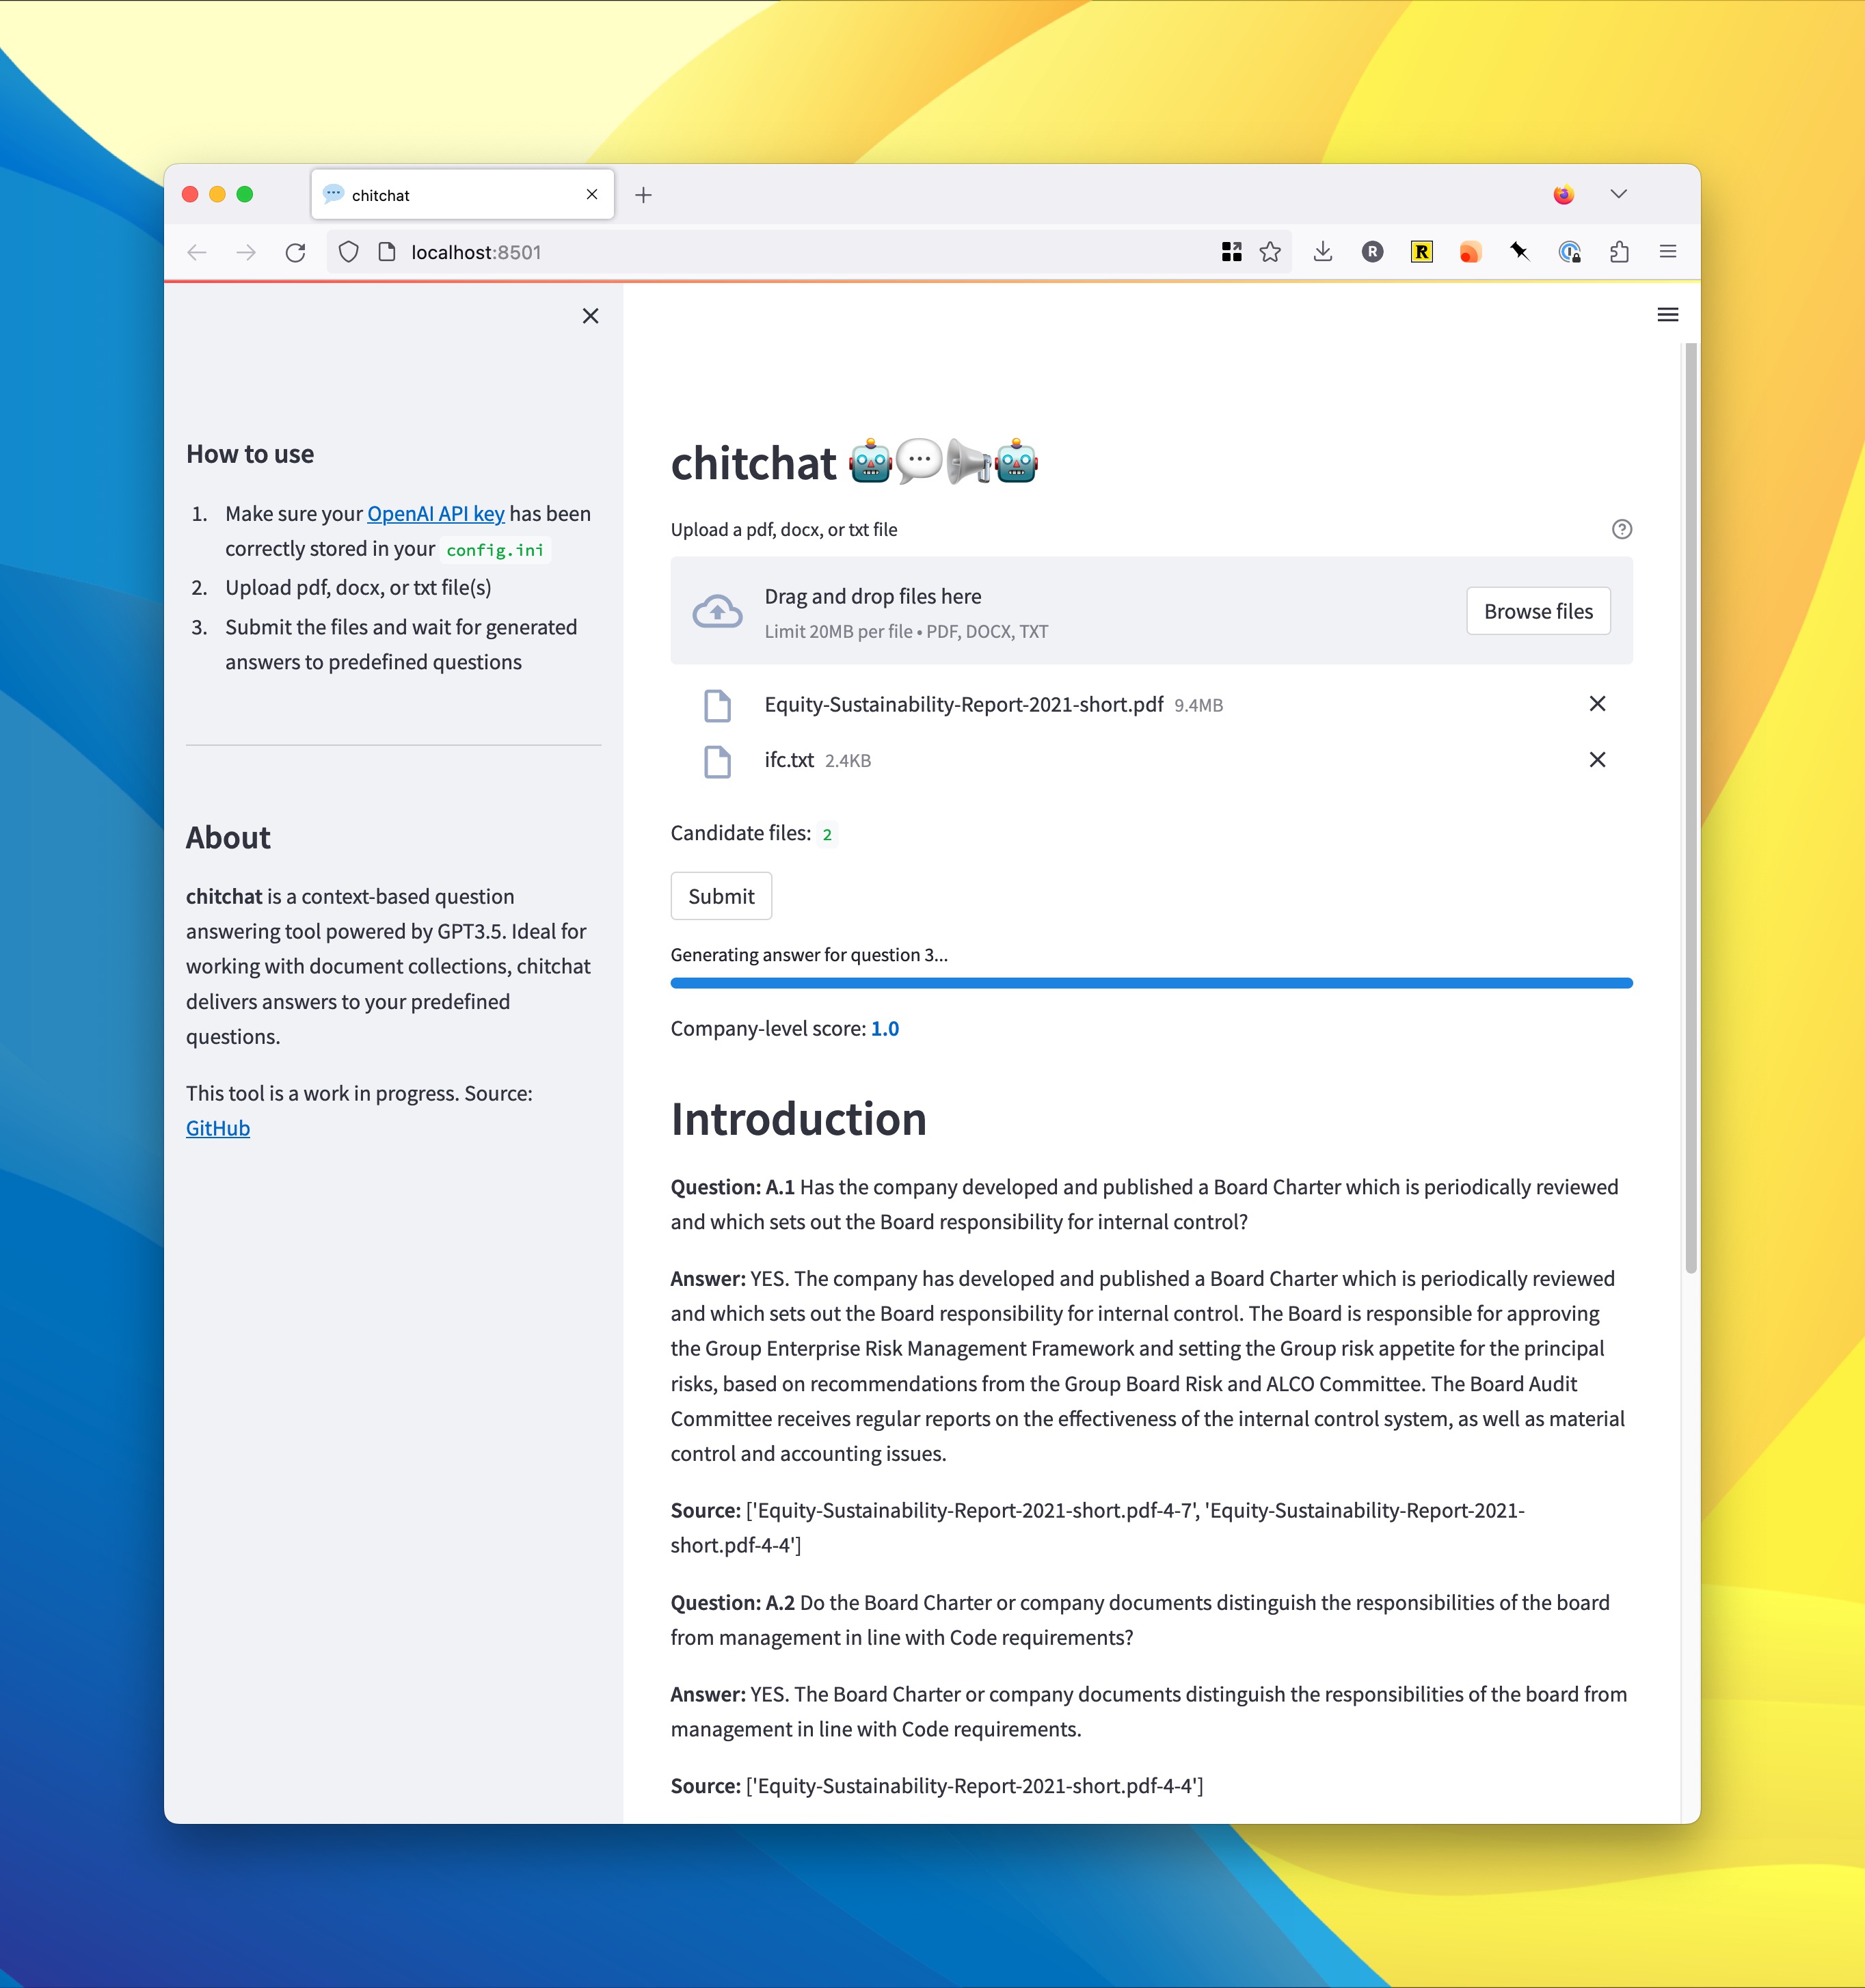 chitchat
localhost:8501
R
R
How to use
1. Make sure your OpenAI API key has been
correctly stored in your config.ini
2. Upload pdf, docx, or txt file(s)
3. Submit the files and wait for generated
answers to predefined questions
About
chitchat is a context-based question
answering tool powered by GPT3.5. Ideal for
working with document collections, chitchat
delivers answers to your predefined
questions.
This tool is a work in progress. Source:
GitHub
chitchat 🤖💬📢🤖
Upload a pdf, docx, or txt file
Drag and drop files here
Limit 20MB per file • PDF, DOCX, TXT
Browse files
Equity-Sustainability-Report-2021-short.pdf 9.4MB
ifc.txt 2.4KB
Candidate files: 2
Submit
Generating answer for question 3...
Company-level score: 1.0
Introduction
Question: A.1 Has the company developed and published a Board Charter which is periodically reviewed
and which sets out the Board responsibility for internal control?
Answer: YES. The company has developed and published a Board Charter which is periodically reviewed
and which sets out the Board responsibility for internal control. The Board is responsible for approving
the Group Enterprise Risk Management Framework and setting the Group risk appetite for the principal
risks, based on recommendations from the Group Board Risk and ALCO Committee. The Board Audit
Committee receives regular reports on the effectiveness of the internal control system, as well as material
control and accounting issues.
Source: ['Equity-Sustainability-Report-2021-short.pdf-4-7', 'Equity-Sustainability-Report-2021-
short.pdf-4-4']
Question: A.2 Do the Board Charter or company documents distinguish the responsibilities of the board
from management in line with Code requirements?
Answer: YES. The Board Charter or company documents distinguish the responsibilities of the board from
management in line with Code requirements.
Source: ['Equity-Sustainability-Report-2021-short.pdf-4-4']